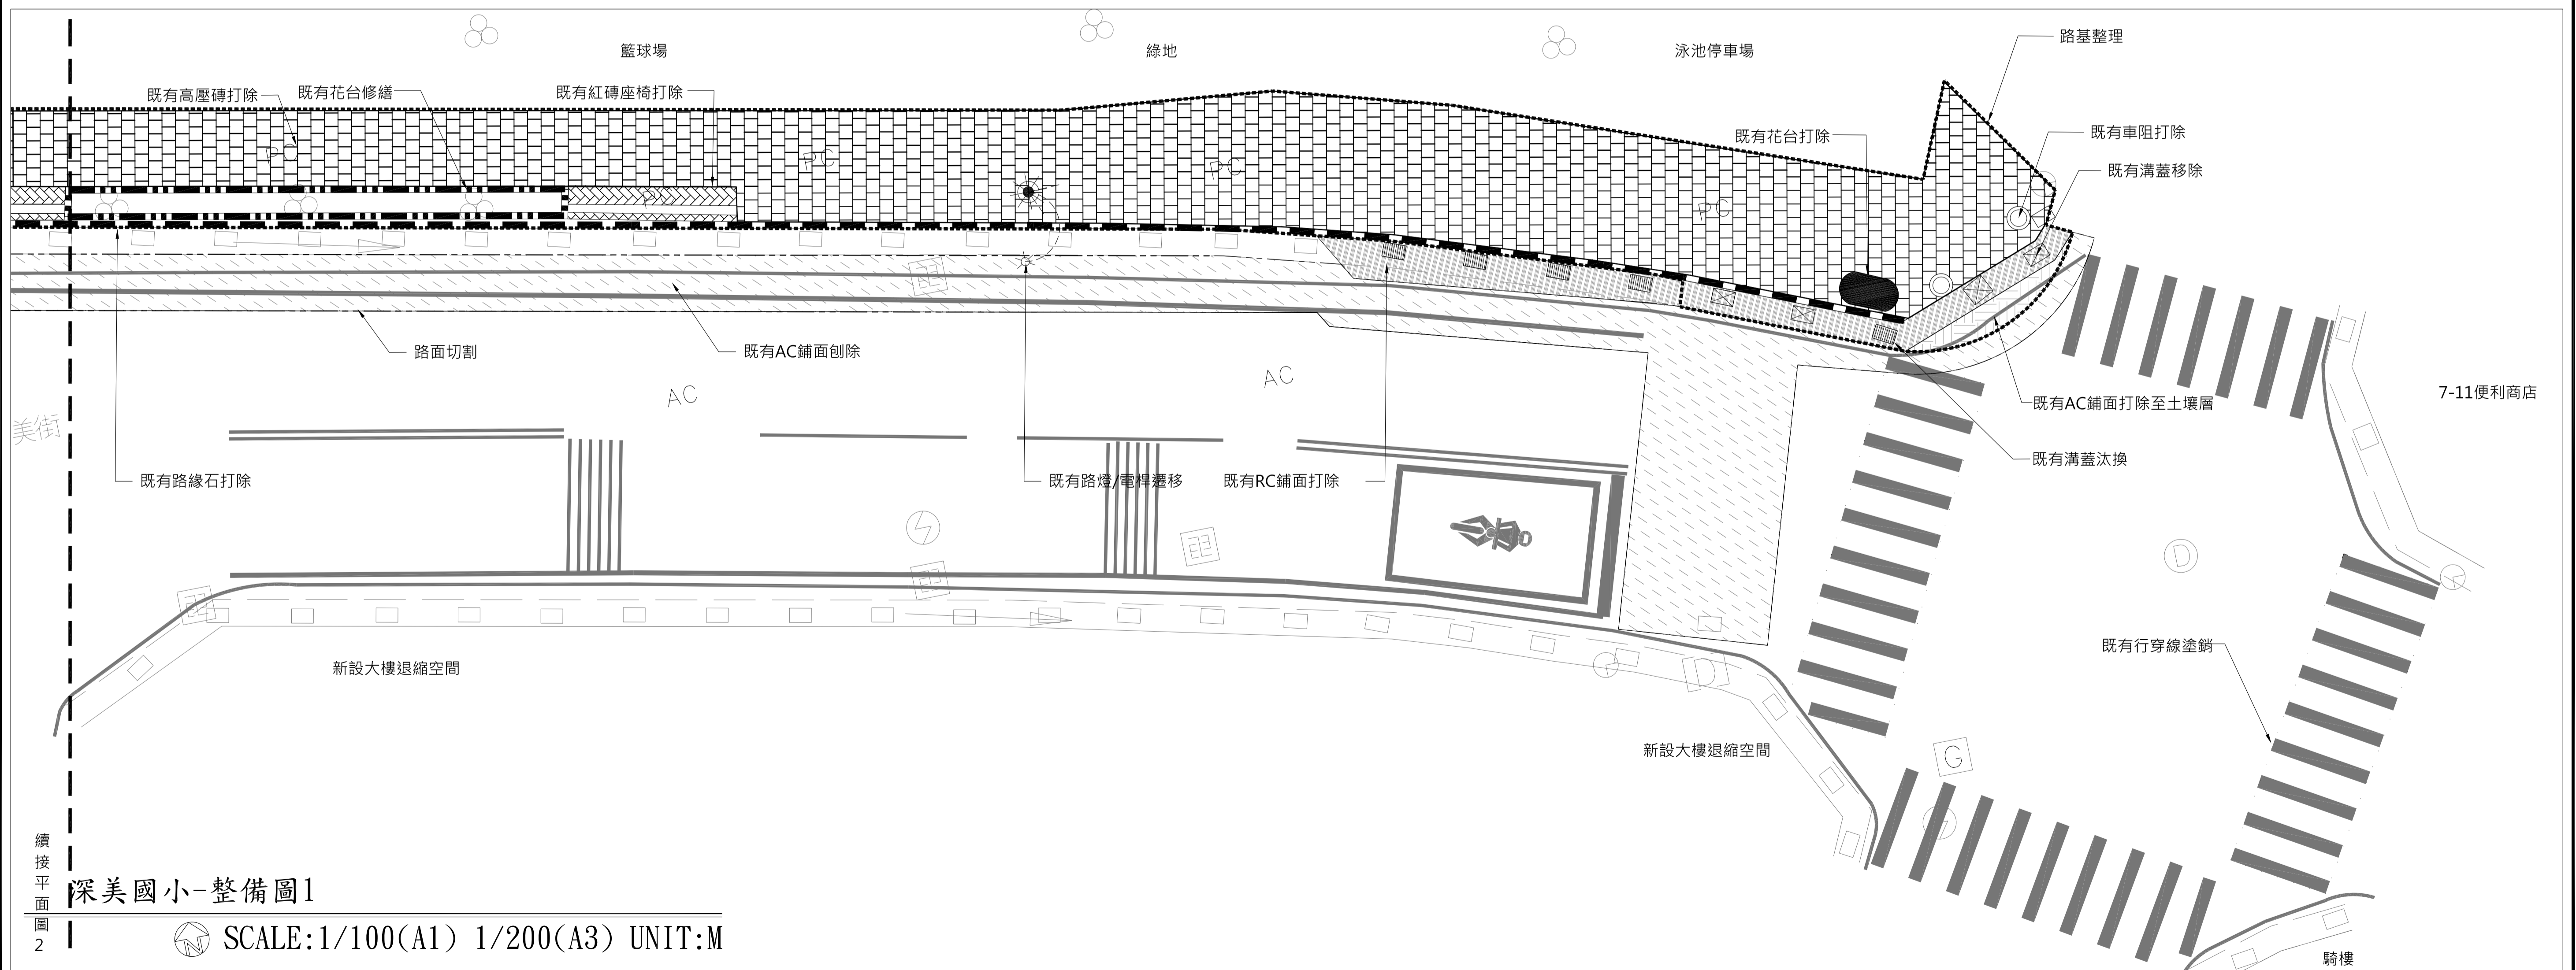 籃球場
綠地
泳池停車場
路基整理
既有高壓磚打除
既有花台修繕
既有紅磚座椅打除
既有花台打除
既有車阻打除
既有溝蓋移除
PC
PC
PC
PC
PC
路面切割
既有AC鋪面刨除
AC
AC
7-11便利商店
既有AC鋪面打除至土壤層
美街
既有溝蓋汰換
既有路緣石打除
既有路燈/電桿遷移
既有RC鋪面打除
D
既有行穿線塗銷
新設大樓退縮空間
D
新設大樓退縮空間
G
續接平面圖2
深美國小-整備圖1
N
SCALE:1/100(A1) 1/200(A3) UNIT:M
騎樓